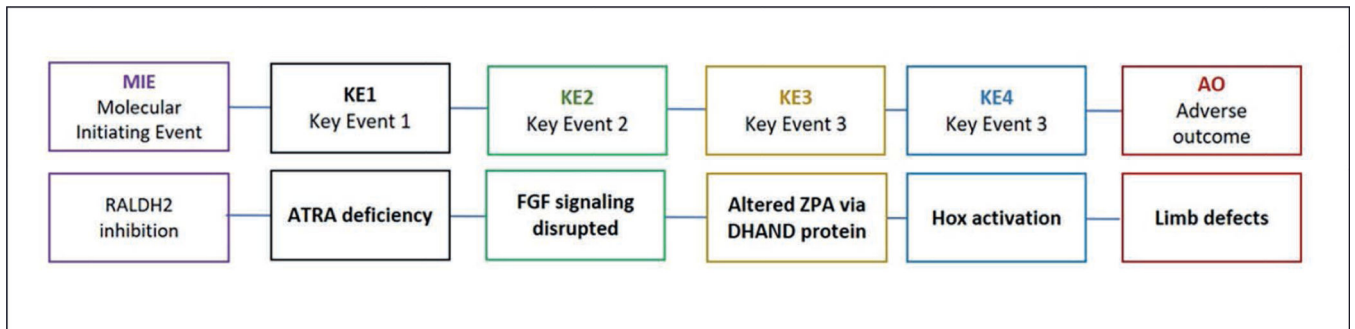 MIE
Molecular
Initiating Event
KE1
Key Event 1
KE2
Key Event 2
KE3
Key Event 3
KE4
Key Event 3
AO
Adverse
outcome
RALDH2
inhibition
ATRA deficiency
FGF signaling
disrupted
Altered ZPA via
DHAND protein
Hox activation
Limb defects